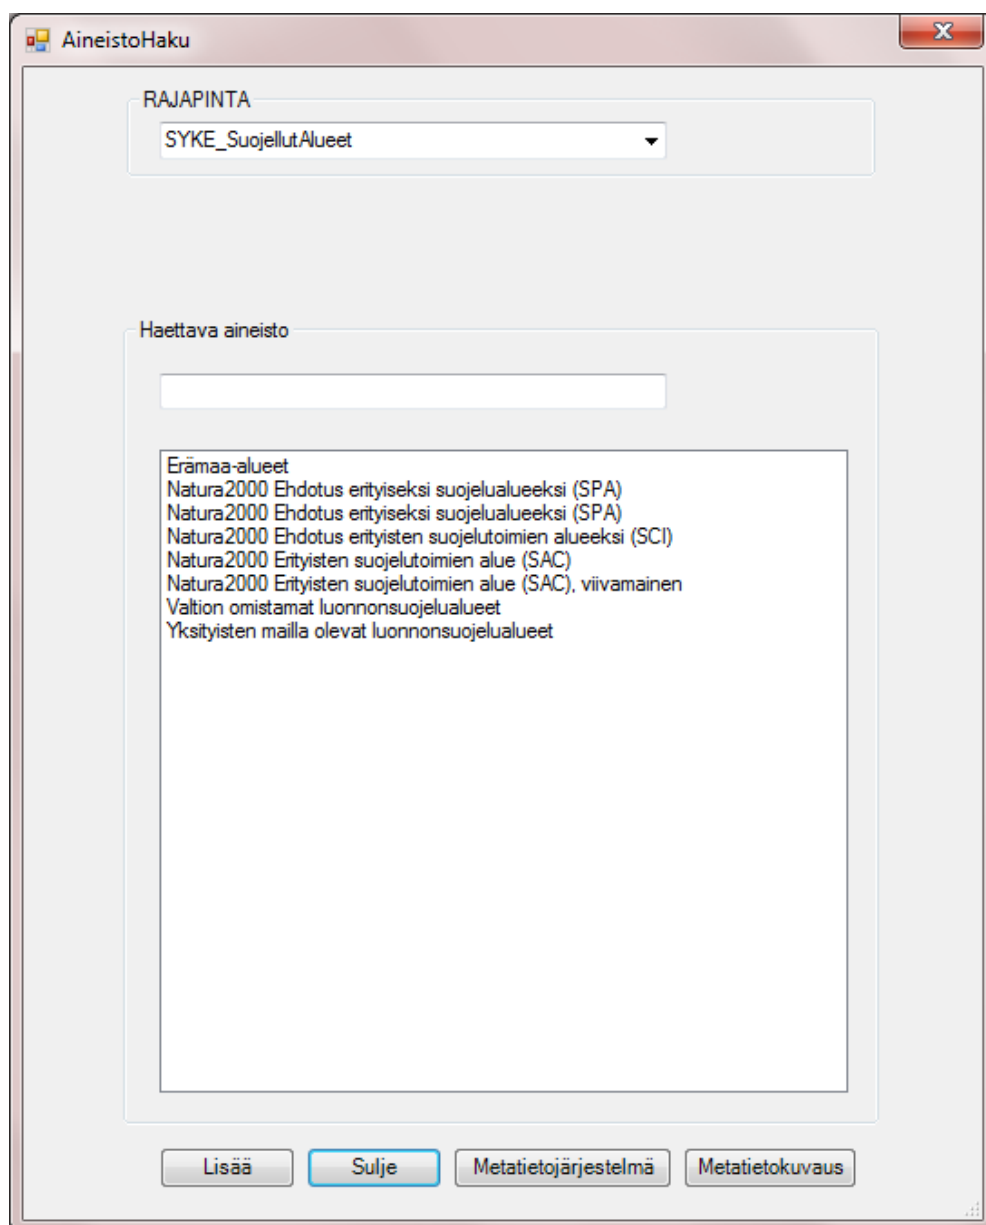 AineistoHaku
RAJAPINTA
SYKE_SuojellutAlueet
Haettava aineisto
Erämaa-alueet
Natura2000 Ehdotus erityiseksi suojelualueeksi (SPA)
Natura2000 Ehdotus erityiseksi suojelualueeksi (SPA)
Natura2000 Ehdotus erityisten suojelutoimien alueeksi (SCI)
Natura2000 Erityisten suojelutoimien alue (SAC)
Natura2000 Erityisten suojelutoimien alue (SAC), viivamainen
Valtion omistamat luonnonsuojelualueet
Yksityisten mailla olevat luonnonsuojelualueet
Lisää Sulje Metatietojärjestelmä Metatietokuvaus